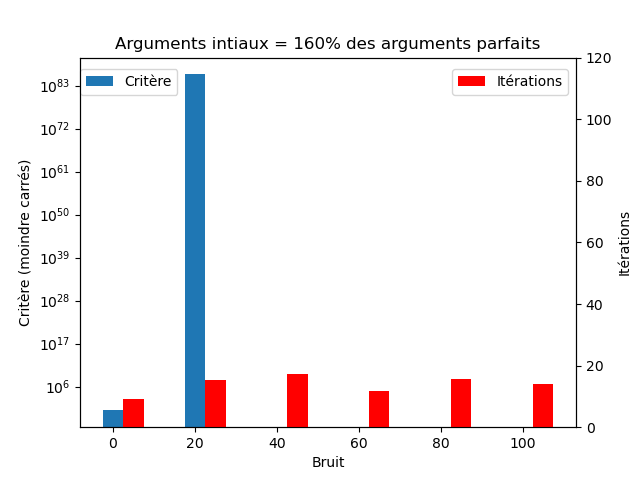 Arguments intiaux = 160% des arguments parfaits
Critère
Itérations
Critère (moindre carrés)
10^83
10^72
10^61
10^50
10^39
10^28
10^17
10^6
120
100
80
60
40
20
0
Itérations
0 20 40 60 80 100
Bruit